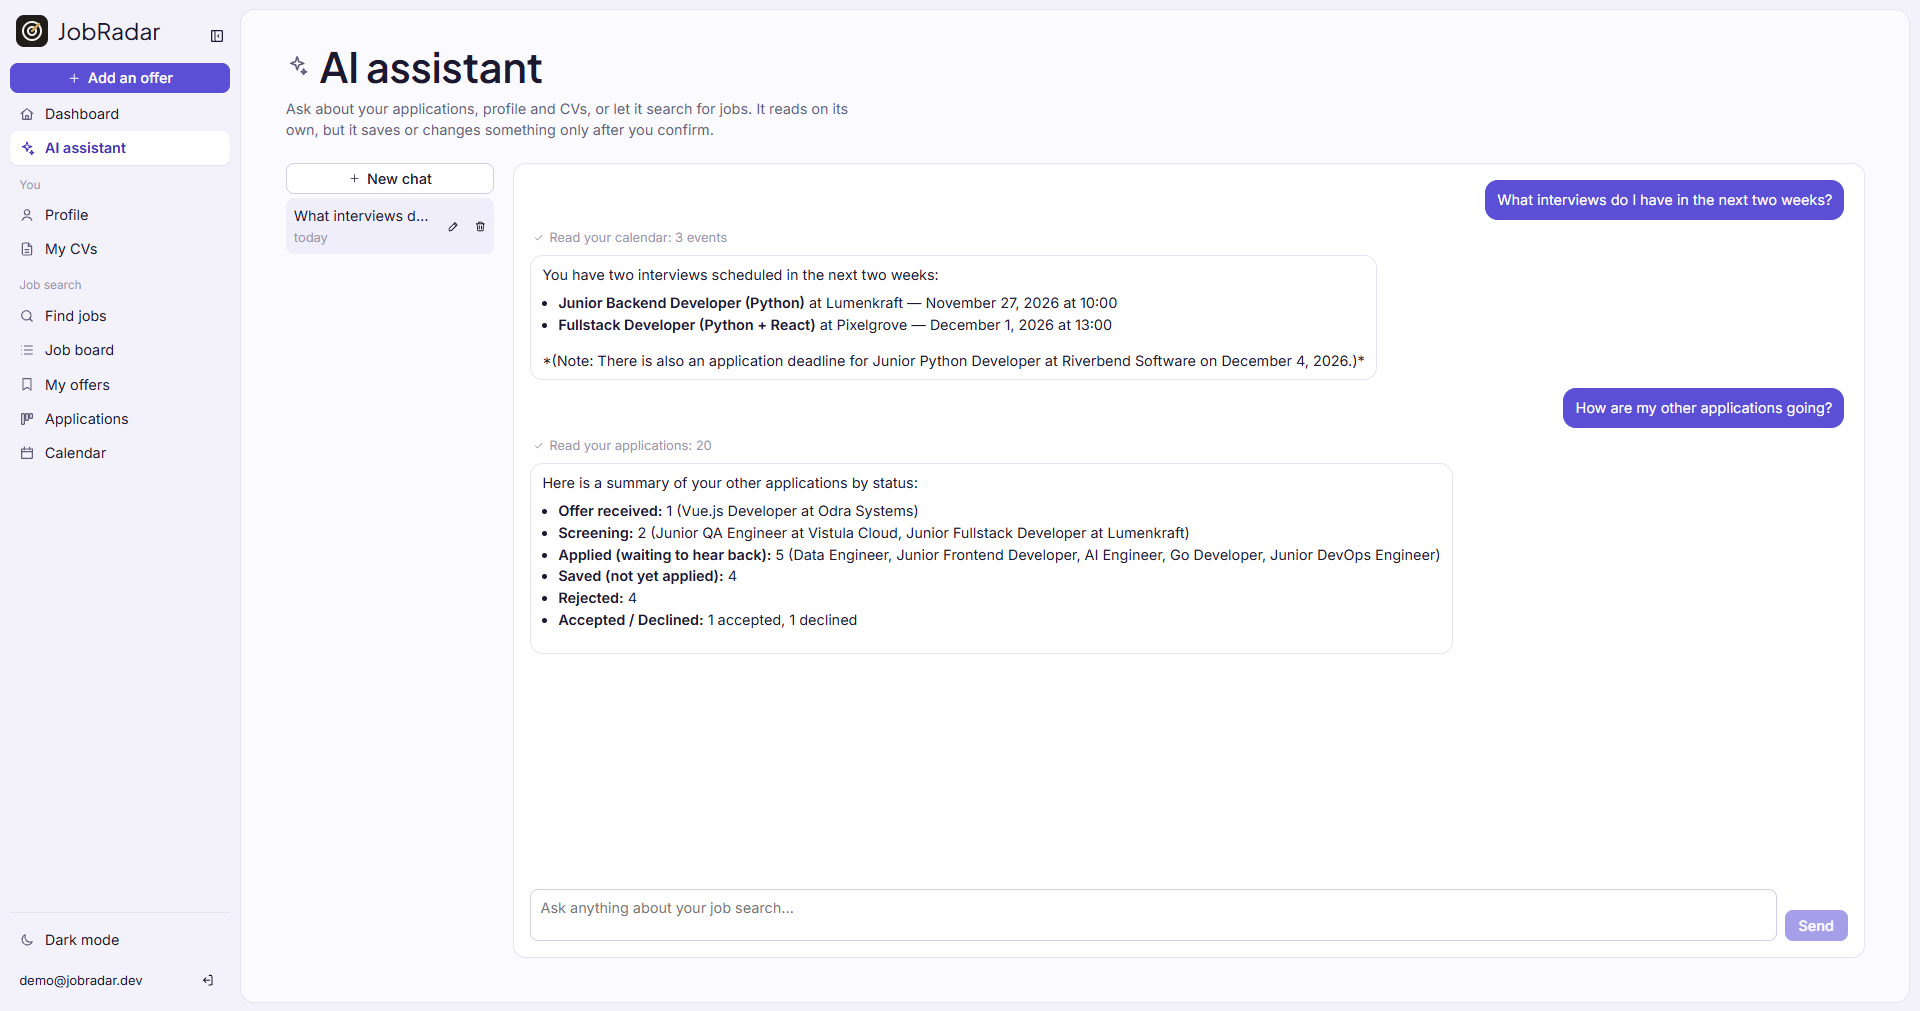 JobRadar
+ Add an offer
Dashboard
AI assistant
You
Profile
My CVs
Job search
Find jobs
Job board
My offers
Applications
Calendar
Dark mode
demo@jobradar.dev
AI assistant
Ask about your applications, profile and CVs, or let it search for jobs. It reads on its
own, but it saves or changes something only after you confirm.
+ New chat
What interviews d...
today
What interviews do I have in the next two weeks?
✓ Read your calendar: 3 events
You have two interviews scheduled in the next two weeks:
• Junior Backend Developer (Python) at Lumenkraft — November 27, 2026 at 10:00
• Fullstack Developer (Python + React) at Pixelgrove — December 1, 2026 at 13:00
*(Note: There is also an application deadline for Junior Python Developer at Riverbend Software on December 4, 2026.)*
How are my other applications going?
✓ Read your applications: 20
Here is a summary of your other applications by status:
• Offer received: 1 (Vue.js Developer at Odra Systems)
• Screening: 2 (Junior QA Engineer at Vistula Cloud, Junior Fullstack Developer at Lumenkraft)
• Applied (waiting to hear back): 5 (Data Engineer, Junior Frontend Developer, AI Engineer, Go Developer, Junior DevOps Engineer)
• Saved (not yet applied): 4
• Rejected: 4
• Accepted / Declined: 1 accepted, 1 declined
Ask anything about your job search...
Send